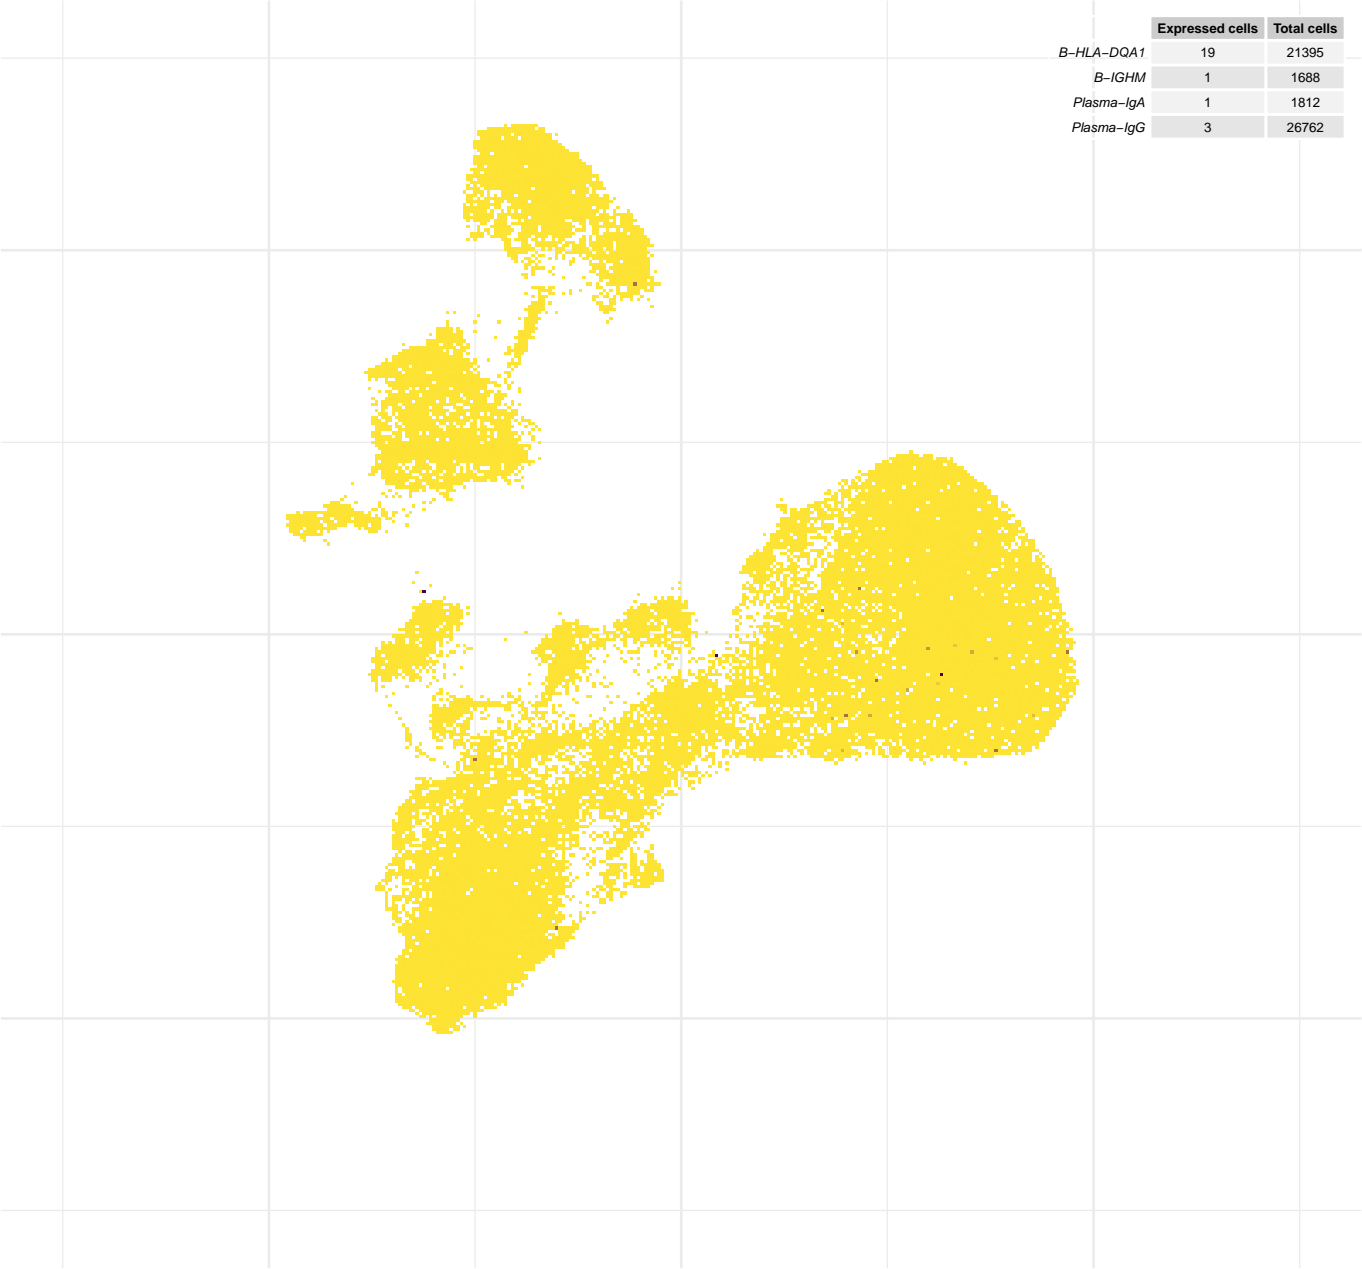 Expressed cells Total cells
B−HLA−DQA1 19 21395
B−IGHM 1 1688
Plasma−IgA 1 1812
Plasma−IgG 3 26762